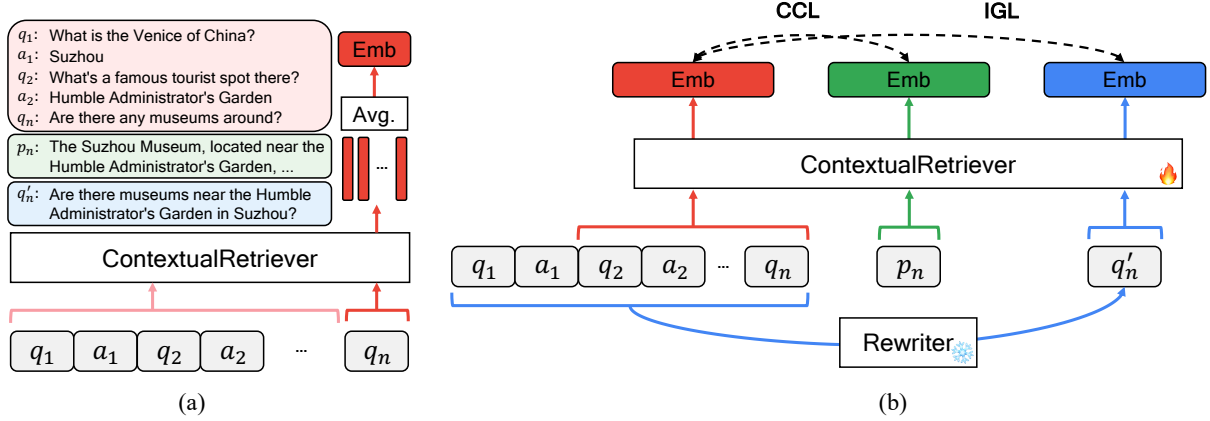 q₁: What is the Venice of China?
a₁: Suzhou
q₂: What's a famous tourist spot there?
a₂: Humble Administrator's Garden
qₙ: Are there any museums around?
pₙ: The Suzhou Museum, located near the
Humble Administrator's Garden, ...
q′ₙ: Are there museums near the Humble
Administrator's Garden in Suzhou?
Emb
Avg.
...
ContextualRetriever
q₁ a₁ q₂ a₂ ... qₙ
(a)
CCL IGL
Emb Emb Emb
ContextualRetriever
q₁ a₁ q₂ a₂ ... qₙ pₙ q′ₙ
Rewriter
(b)